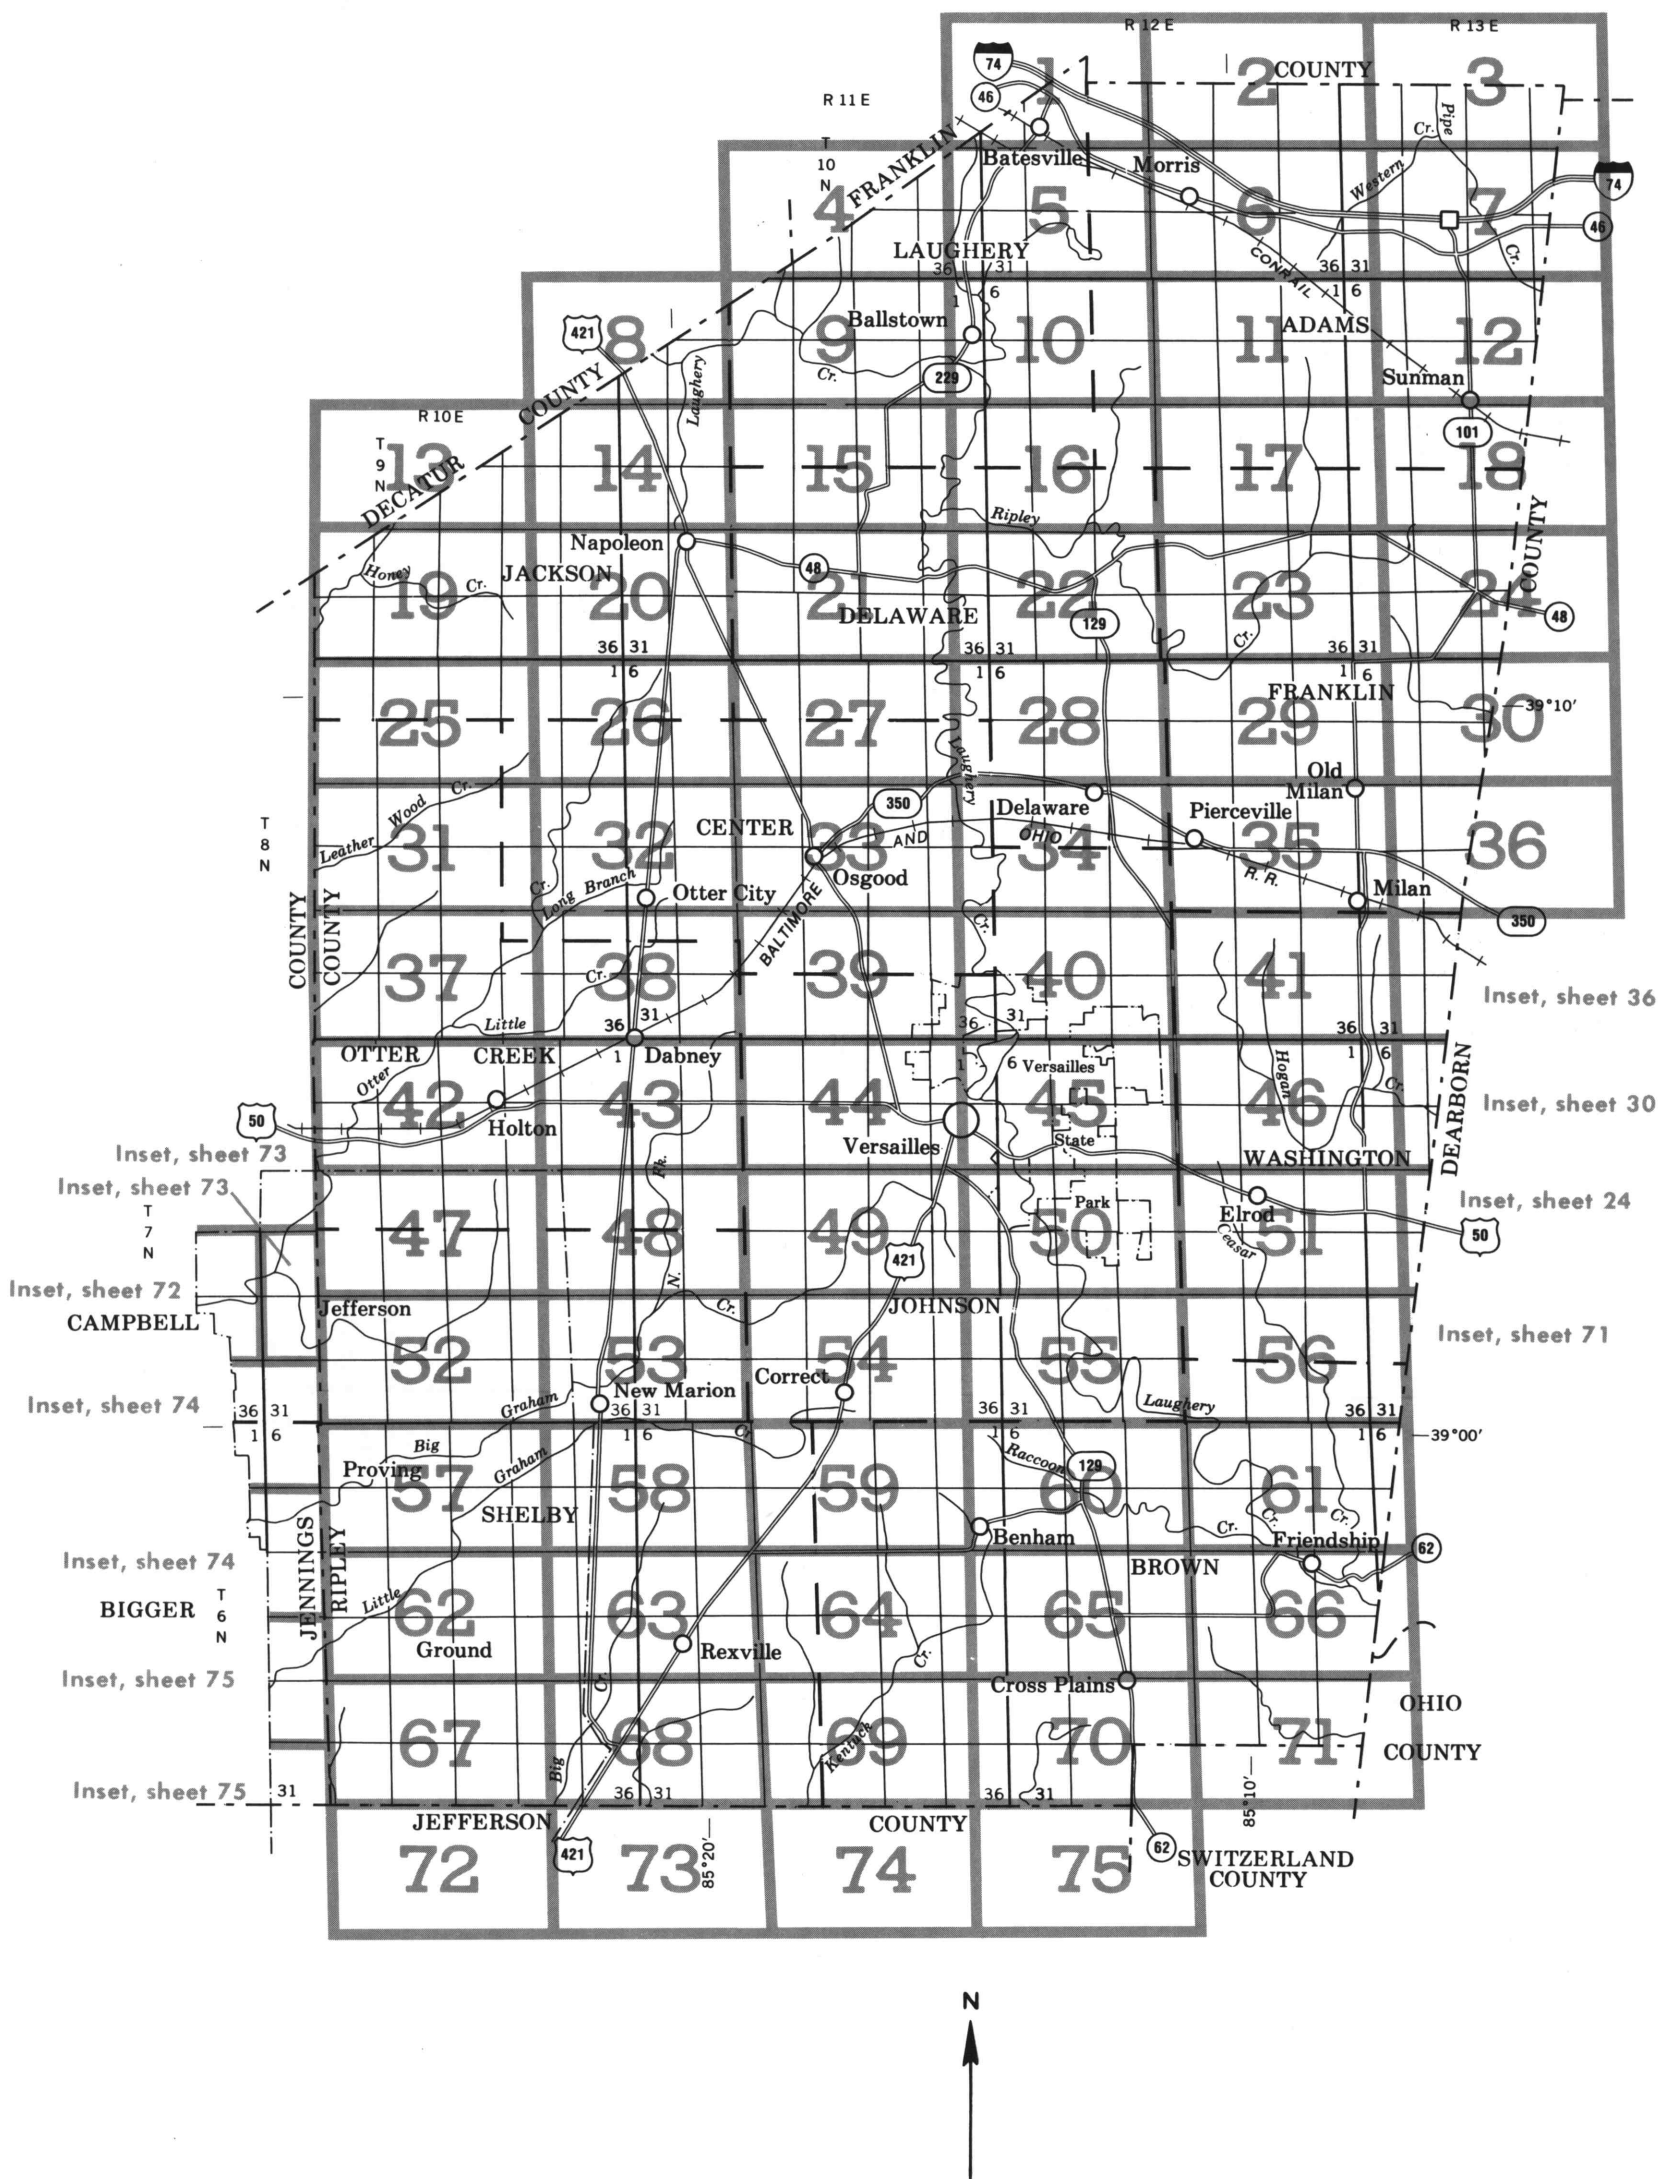 R 12 E
R 13 E
74
1
2
COUNTY
3
46
R 11 E
Pipe
Cr.
T
10
N
FRANKLIN
Batesville
Morris
Western
74
4
5
6
7
46
LAUGHERY
CONRAIL
Cr.
36 31
36 31
1 6
1 6
421
8
Ballstown
9
10
11
ADAMS
12
Cr.
229
Sunman
Laughery
COUNTY
R 10 E
101
T
9
N
13
14
15
16
17
18
DECATUR
Ripley
COUNTY
Napoleon
48
Honey
Cr.
JACKSON
19
20
21
22
23
24
DELAWARE
129
48
Cr.
36 31
36 31
36 31
1 6
1 6
1 6
FRANKLIN
25
26
27
28
29
30
39°10'
Laughery
Old
Milan
Cr.
Wood
Leather
350
Delaware
Pierceville
CENTER
AND
OHIO
T
8
N
31
32
33
34
35
36
R. R.
Osgood
Cr.
Long Branch
Otter City
Milan
BALTIMORE
350
COUNTY
COUNTY
Cr.
37
38
39
40
41
Cr.
Inset, sheet 36
Little
36 31
36 31
36 31
1
1 6
1 6
OTTER CREEK
Dabney
Versailles
Otter
Hogan
Cr.
DEARBORN
42
43
44
45
46
Inset, sheet 30
50
Holton
Versailles
State
Inset, sheet 73
Fk.
WASHINGTON
Inset, sheet 73
Park
Elrod
Inset, sheet 24
T
7
N
47
48
49
50
51
Ceasar
50
421
Inset, sheet 72
N.
Cr.
JOHNSON
Jefferson
CAMPBELL
Inset, sheet 71
52
53
54
55
56
Correct
New Marion
Graham
Laughery
Inset, sheet 74
36 31
36 31
36 31
36 31
1 6
1 6
1 6
1 6
39°00'
Cr.
Big
Graham
Raccoon
129
Proving
57
58
59
60
61
SHELBY
Cr.
Cr.
Cr.
JENNINGS
RIPLEY
Benham
Friendship
62
Inset, sheet 74
BROWN
Little
BIGGER
T
6
N
62
63
64
65
66
Ground
Rexville
Cr.
Inset, sheet 75
Cr.
Cross Plains
OHIO
COUNTY
67
68
69
70
71
Kentuck
Big
85°10'
Inset, sheet 75
31
36 31
36 31
JEFFERSON
COUNTY
421
62
SWITZERLAND
COUNTY
72
73
74
75
85°20'
N